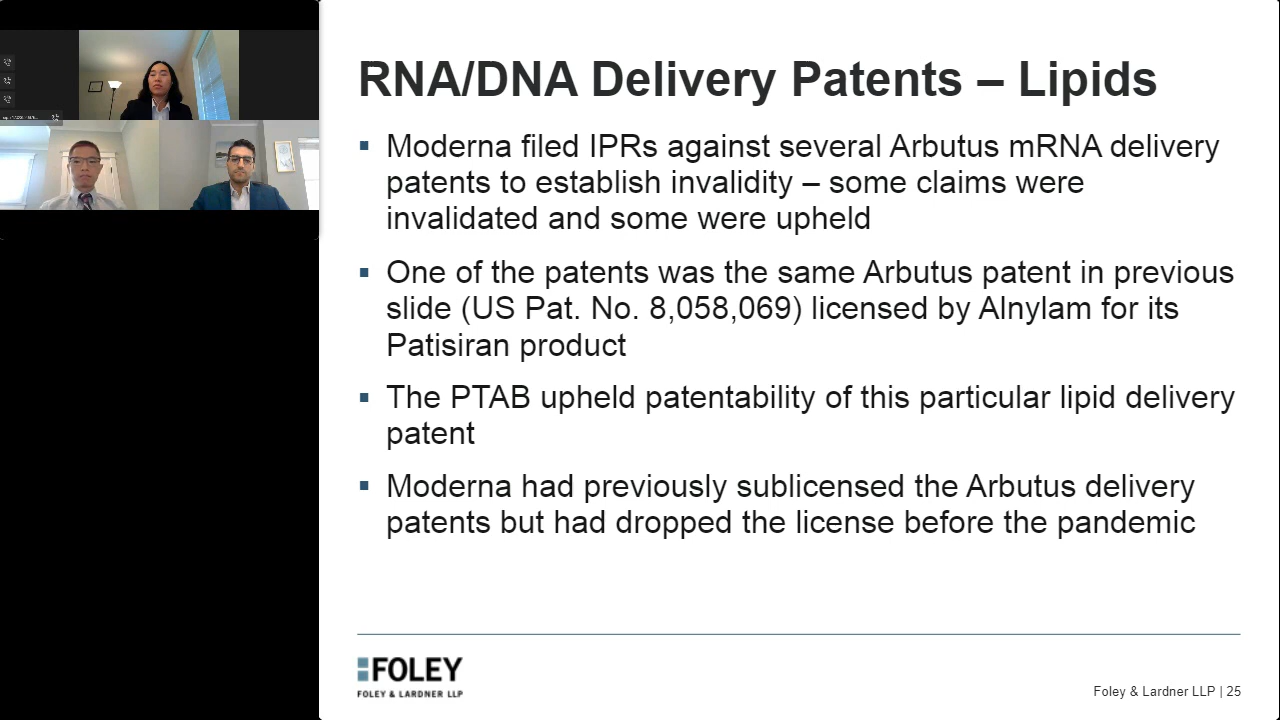 RNA/DNA Delivery Patents – Lipids
Moderna filed IPRs against several Arbutus mRNA delivery
patents to establish invalidity – some claims were
invalidated and some were upheld
One of the patents was the same Arbutus patent in previous
slide (US Pat. No. 8,058,069) licensed by Alnylam for its
Patisiran product
The PTAB upheld patentability of this particular lipid delivery
patent
Moderna had previously sublicensed the Arbutus delivery
patents but had dropped the license before the pandemic
FOLEY
FOLEY & LARDNER LLP
Foley & Lardner LLP | 25